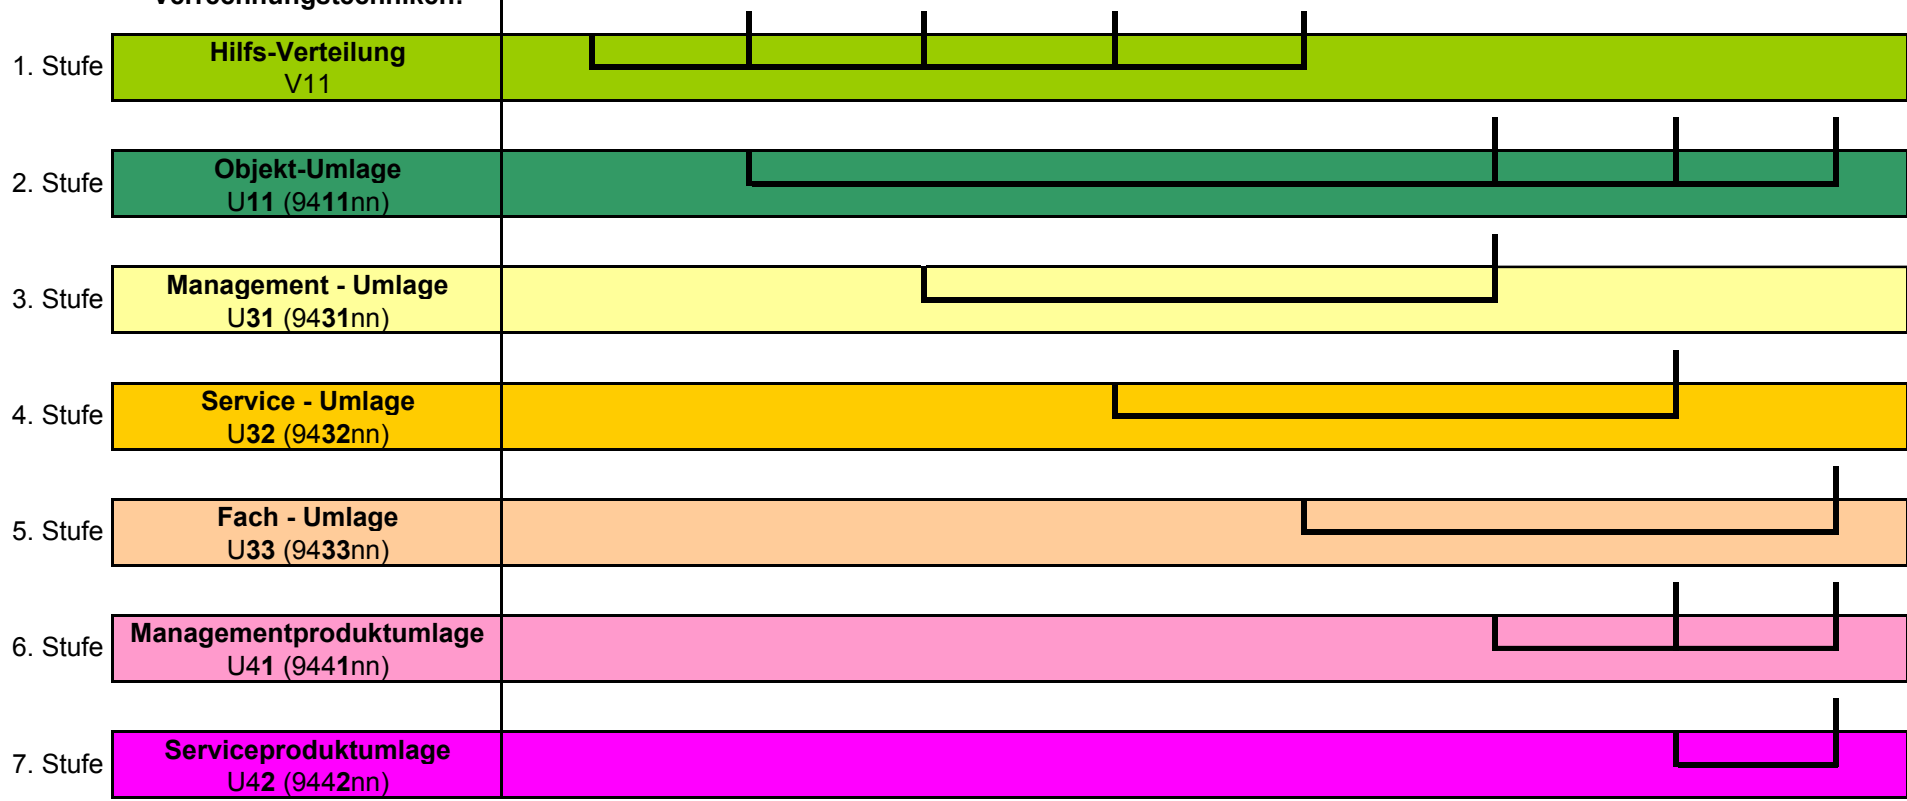 Verrechnungstechniken:
1. Stufe
Hilfs-Verteilung
V11
2. Stufe
Objekt-Umlage
U11 (9411nn)
3. Stufe
Management - Umlage
U31 (9431nn)
4. Stufe
Service - Umlage
U32 (9432nn)
5. Stufe
Fach - Umlage
U33 (9433nn)
6. Stufe
Managementproduktumlage
U41 (9441nn)
7. Stufe
Serviceproduktumlage
U42 (9442nn)